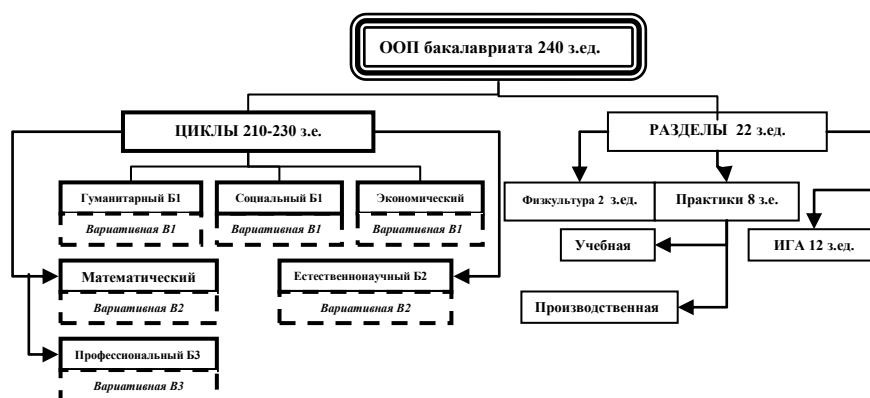 ООП бакалавриата 240 з.ед.
ЦИКЛЫ 210-230 з.е.
РАЗДЕЛЫ 22 з.ед.
Гуманитарный Б1
Социальный Б1
Экономический
Физкультура 2 з.ед.
Практики 8 з.е.
Вариативная В1
Вариативная В1
Вариативная В1
Учебная
ИГА 12 з.ед.
Математический
Естественнонаучный Б2
Вариативная В2
Вариативная В2
Производственная
Профессиональный Б3
Вариативная В3